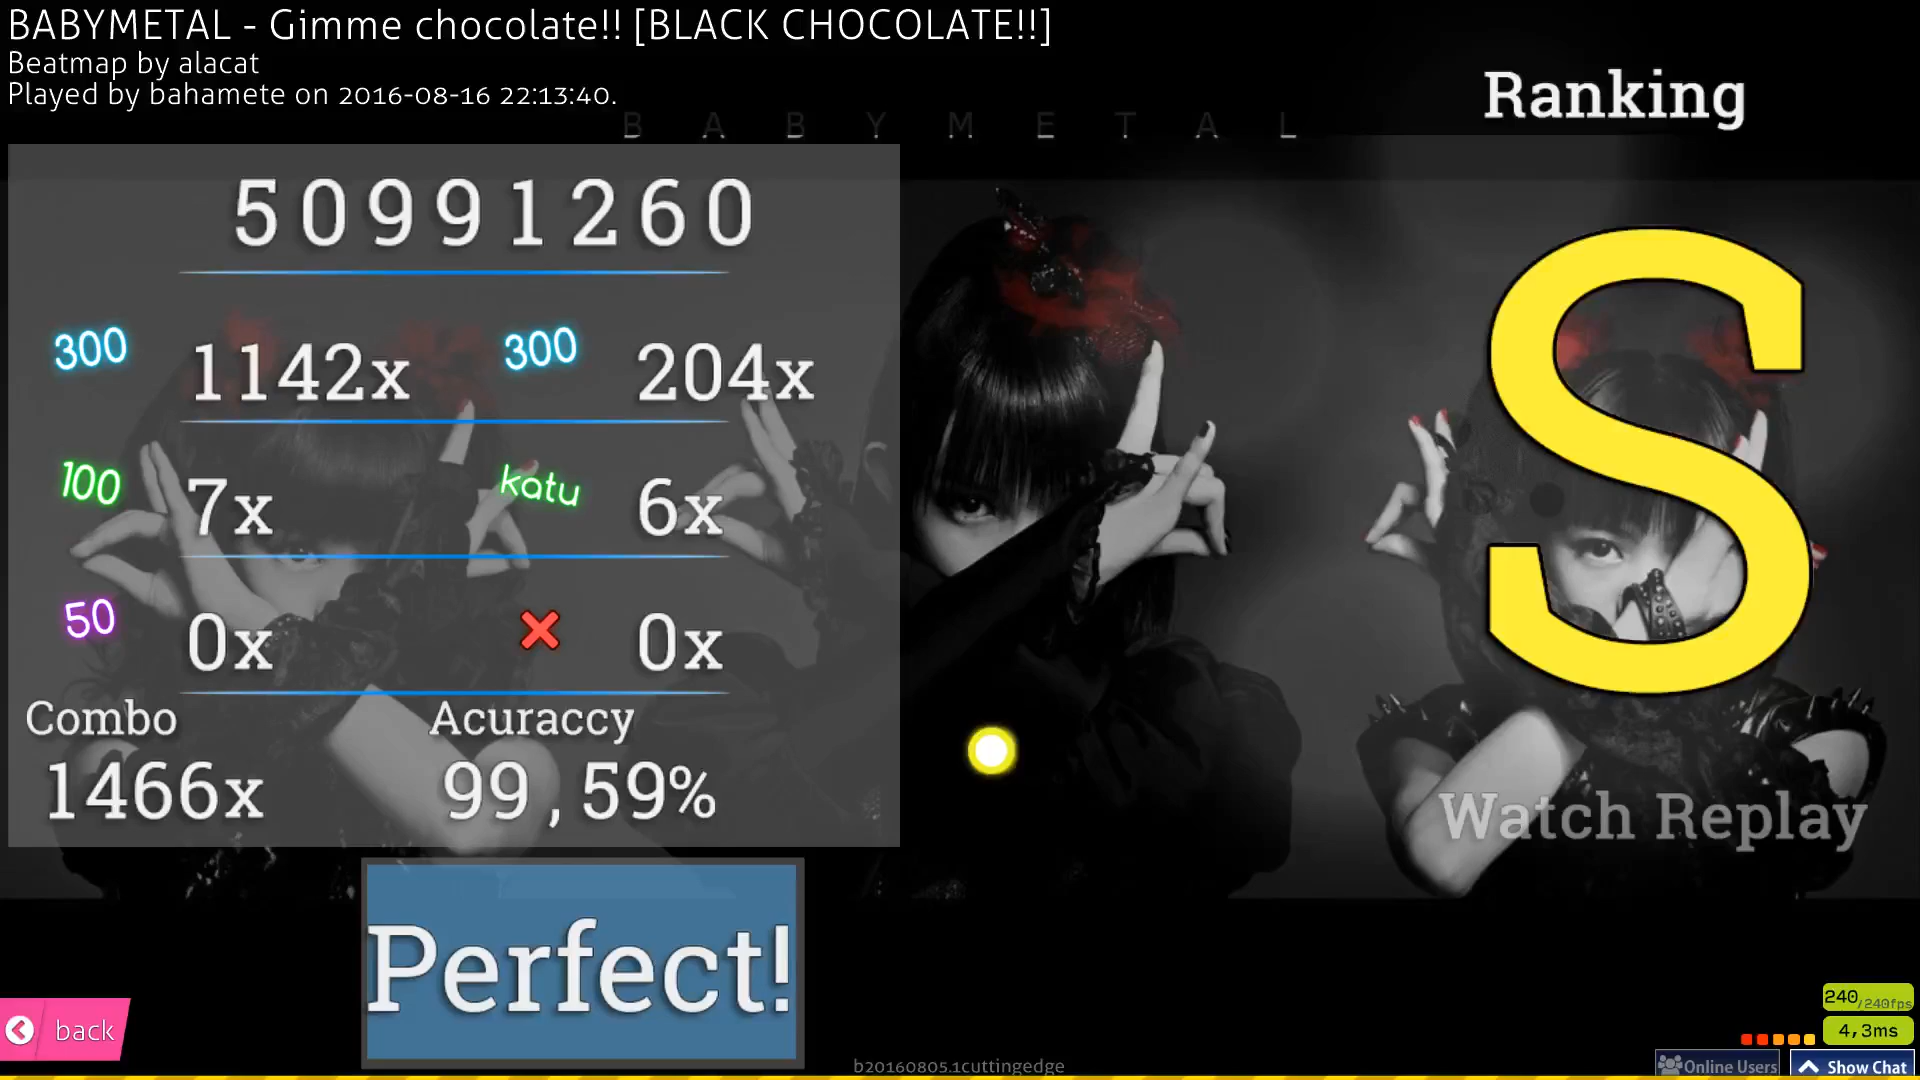 BABYMETAL - Gimme chocolate!! [BLACK CHOCOLATE!!]
Beatmap by alacat
Played by bahamete on 2016-08-16 22:13:40.
Ranking
BABYMETAL
50991260
300 1142x 300 204x
100 7x katu 6x
50 0x 0x
Combo Acuraccy
1466x 99,59%
Watch Replay
Perfect!
back
240/240fps
4,3ms
b20160805.1cuttingedge
Online Users Show Chat